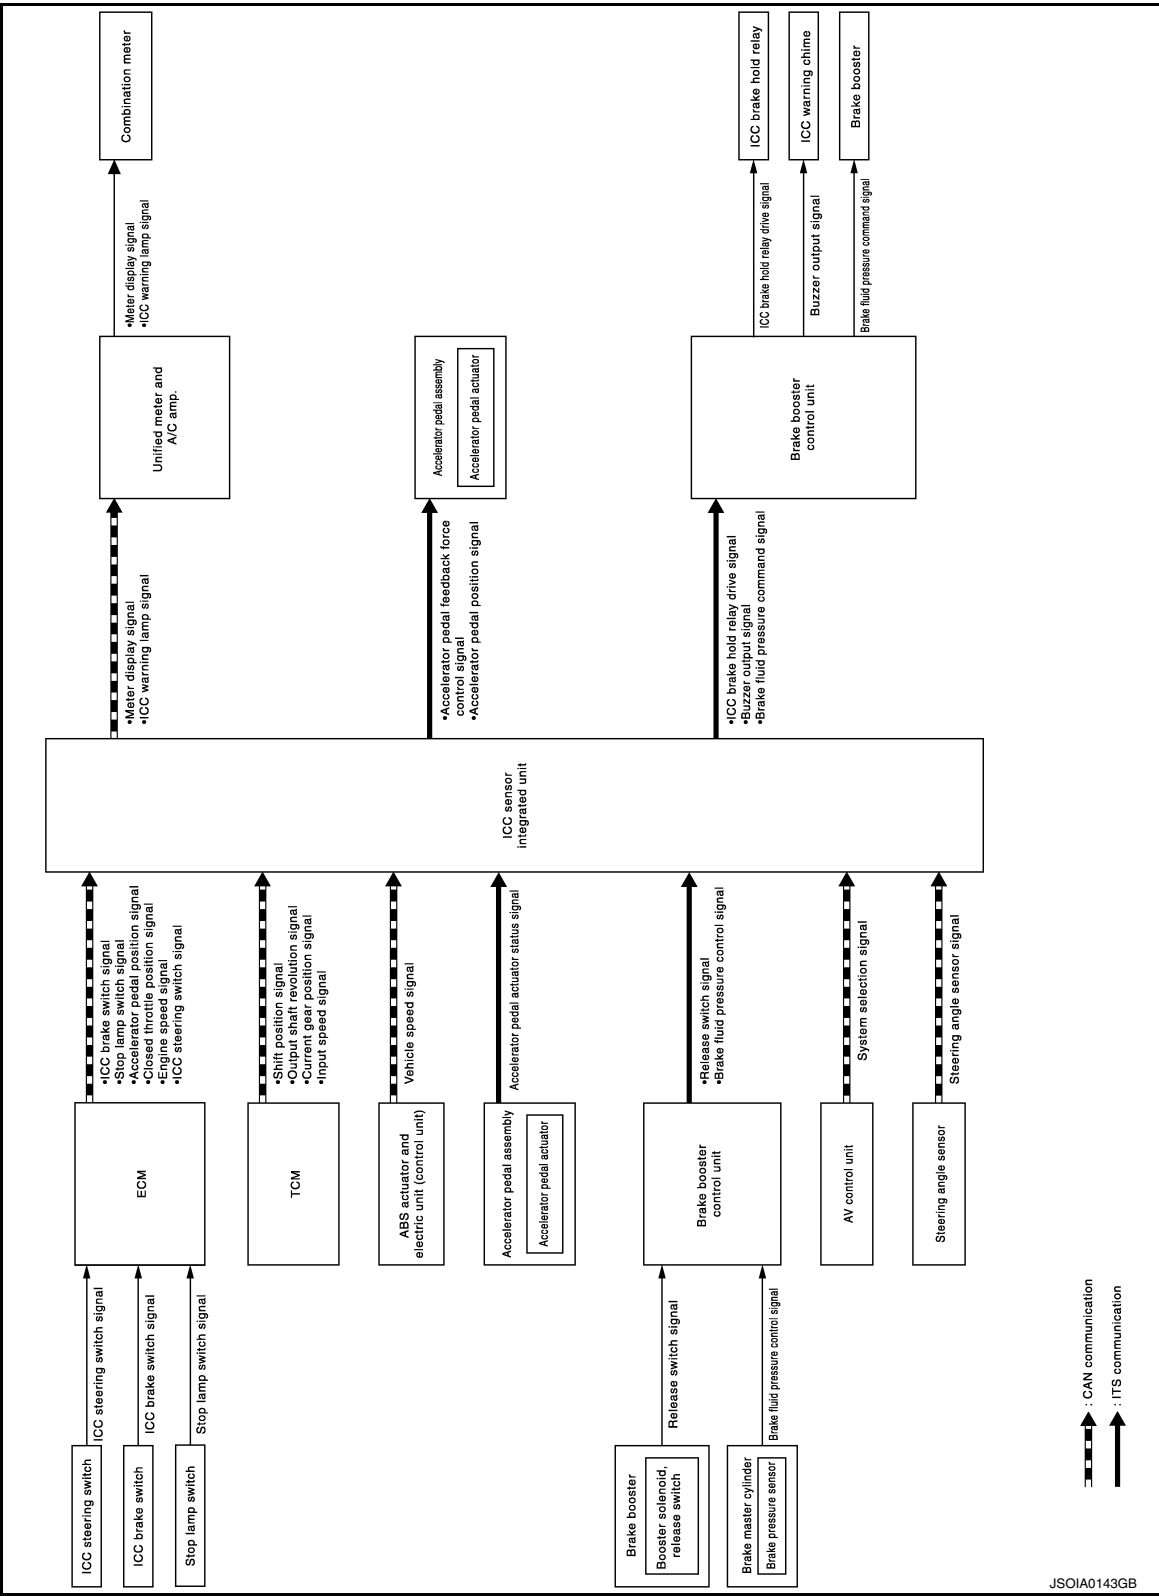 ICC steering switch
ICC brake switch
Stop lamp switch
ICC steering switch signal
ICC brake switch signal
Stop lamp switch signal
ECM
•ICC brake switch signal
•Stop lamp switch signal
•Accelerator pedal position signal
•Closed throttle position signal
•Engine speed signal
•ICC steering switch signal
TCM
•Shift position signal
•Output shaft revolution signal
•Current gear position signal
•Input speed signal
ABS actuator and
electric unit (control unit)
Vehicle speed signal
Accelerator pedal assembly
Accelerator pedal actuator
Accelerator pedal actuator status signal
Brake booster
Booster solenoid,
release switch
Release switch signal
Brake master cylinder
Brake pressure sensor
Brake fluid pressure control signal
Brake booster
control unit
•Release switch signal
•Brake fluid pressure control signal
AV control unit
System selection signal
Steering angle sensor
Steering angle sensor signal
ICC sensor
integrated unit
•Meter display signal
•ICC warning lamp signal
Unified meter and
A/C amp.
•Meter display signal
•ICC warning lamp signal
Combination meter
•Accelerator pedal feedback force
control signal
•Accelerator pedal position signal
Accelerator pedal assembly
Accelerator pedal actuator
•ICC brake hold relay drive signal
•Buzzer output signal
•Brake fluid pressure command signal
Brake booster
control unit
ICC brake hold relay drive signal
Buzzer output signal
Brake fluid pressure command signal
ICC brake hold relay
ICC warning chime
Brake booster
: CAN communication
: ITS communication
JSOIA0143GB